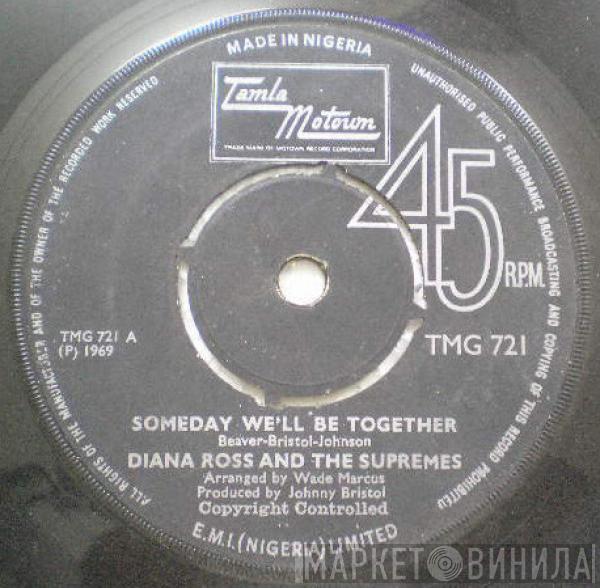 MADE IN NIGERIA
Tamla
Motown
TRADE MARK OF MOTOWN RECORD CORPORATION
45
R.P.M.
UNAUTHORISED PUBLIC PERFORMANCE BROADCASTING AND COPYING OF THIS RECORD PROHIBITED
ALL RIGHTS OF THE MANUFACTURER AND OF THE OWNER OF THE RECORDED WORK RESERVED
TMG 721 A
(P) 1969
TMG 721
SOMEDAY WE'LL BE TOGETHER
Beaver-Bristol-Johnson
DIANA ROSS AND THE SUPREMES
Arranged by Wade Marcus
Produced by Johnny Bristol
Copyright Controlled
E.M.I.(NIGERIA) LIMITED
МАРКЕТ ВИНИЛА!